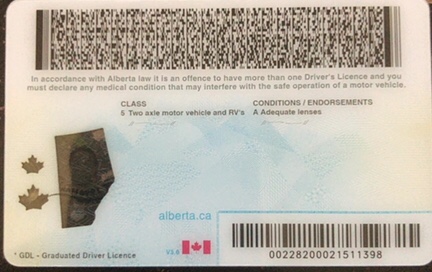 In accordance with Alberta law it is an offence to have more than one Driver's Licence and you
must declare any medical condition that may interfere with the safe operation of a motor vehicle.
CLASS CONDITIONS / ENDORSEMENTS
5 Two axle motor vehicle and RV's A Adequate lenses
alberta.ca
* GDL - Graduated Driver Licence
00228200021511398